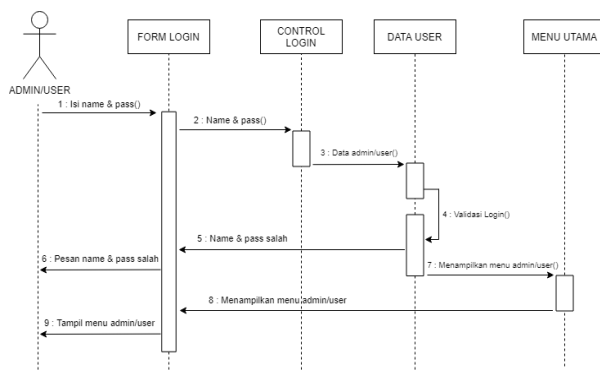 FORM LOGIN
CONTROL
LOGIN
DATA USER
MENU UTAMA
ADMIN/USER
1 : Isi name & pass()
2 : Name & pass()
3 : Data admin/user()
4 : Validasi Login()
5 : Name & pass salah
6 : Pesan name & pass salah
7 : Menampilkan menu admin/user()
8 : Menampilkan menu admin/user
9 : Tampil menu admin/user